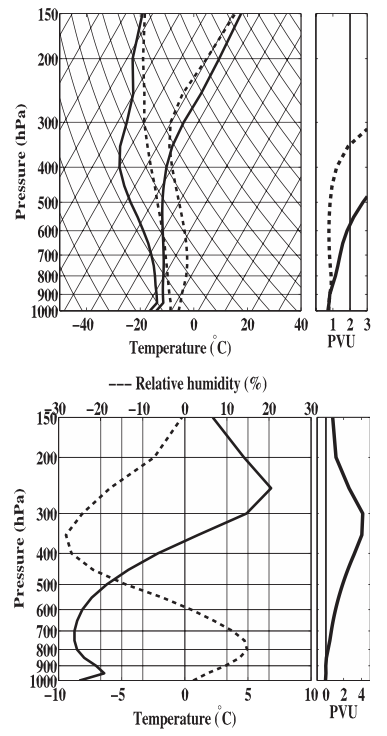 150
200
300
400
500
600
700
800
900
1000
Pressure (hPa)
−40 −20 0 20 40
Temperature (°C)
1 2 3
PVU
--- Relative humidity (%)
−30 −20 −10 0 10 20 30
150
200
300
400
500
600
700
800
900
1000
Pressure (hPa)
−10 −5 0 5 10
Temperature (°C)
0 2 4
PVU